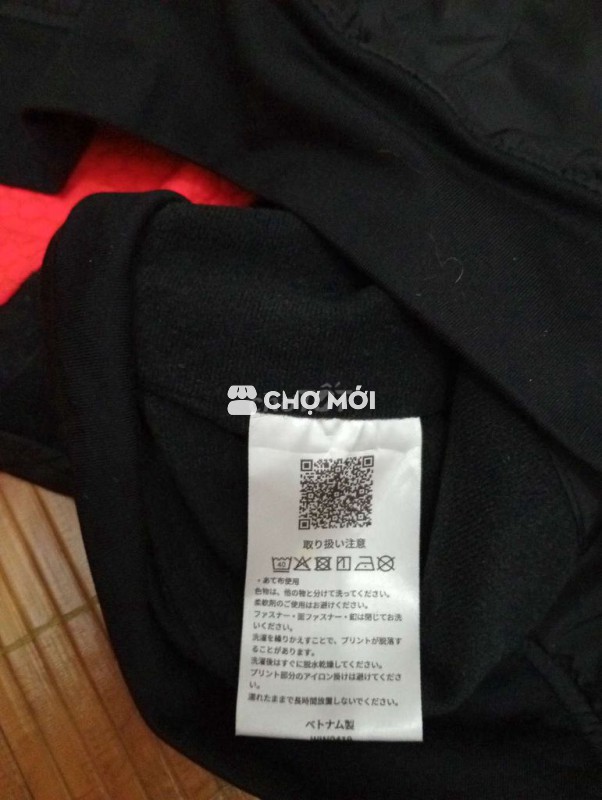 CHỢ MỚI
取り扱い注意
40
・あて布使用
色物は、他の物と分けて洗ってください。
柔軟剤のご使用はお避けください。
ファスナー・面ファスナー・釦は閉じてお洗
いください。
洗濯を繰りかえすことで、プリントが脱落す
ることがあります。
洗濯後はすぐに脱水乾燥してください。
プリント部分のアイロン掛けは避けてくださ
い。
濡れたままで長時間放置しないでください。
ベトナム製